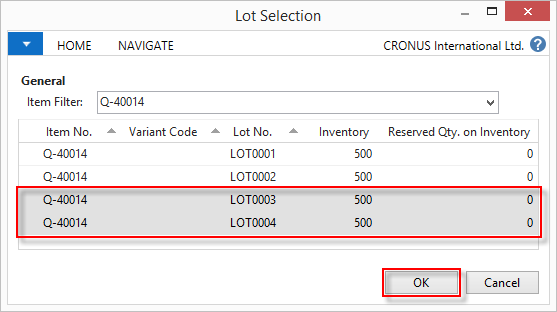 Lot Selection
HOME NAVIGATE CRONUS International Ltd. ?
General
Item Filter: Q-40014
Item No. Variant Code Lot No. Inventory Reserved Qty. on Inventory
Q-40014 LOT0001 500 0
Q-40014 LOT0002 500 0
Q-40014 LOT0003 500 0
Q-40014 LOT0004 500 0
OK Cancel